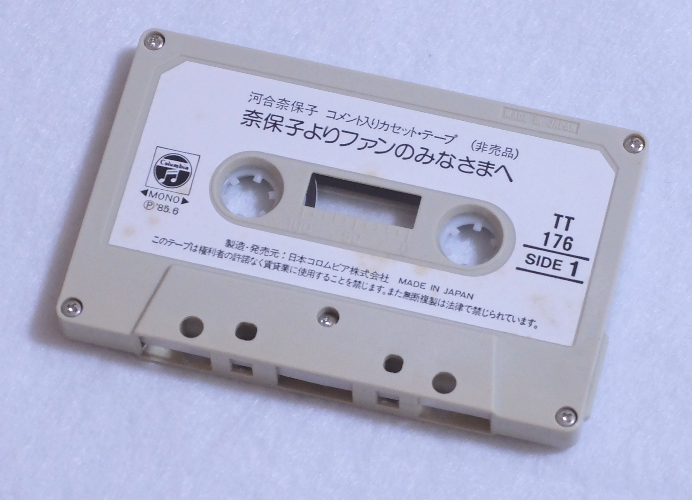 河合奈保子 コメント入りカセット・テープ (非売品)
奈保子よりファンのみなさまへ
Columbia
◀MONO▶
Ⓟ'85.6
TT
176
SIDE 1
製造・発売元:日本コロムビア株式会社 MADE IN JAPAN
このテープは権利者の許諾なく賃貸業に使用することを禁じます。また無断複製は法律で禁じられています。